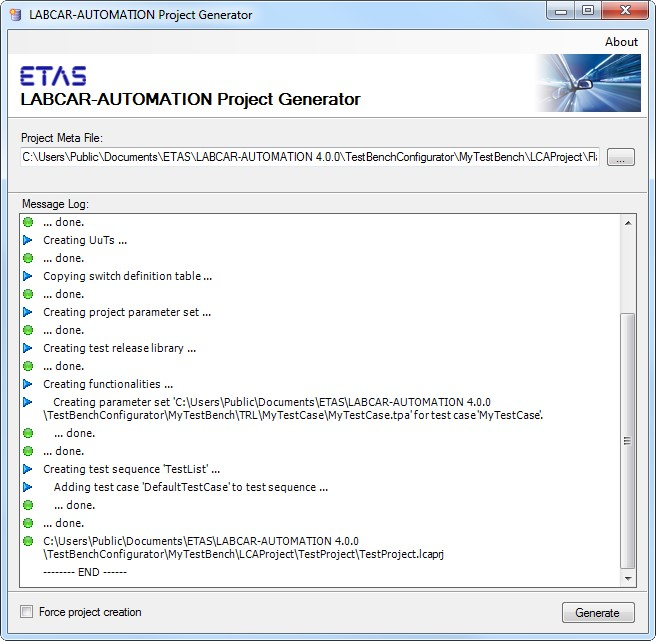 LABCAR-AUTOMATION Project Generator
About
ETAS
LABCAR-AUTOMATION Project Generator
Project Meta File:
C:\Users\Public\Documents\ETAS\LABCAR-AUTOMATION 4.0.0\TestBenchConfigurator\MyTestBench\LCAProject\Fl
...
Message Log:
... done.
Creating UuTs ...
... done.
Copying switch definition table ...
... done.
Creating project parameter set ...
... done.
Creating test release library ...
... done.
Creating functionalities ...
Creating parameter set 'C:\Users\Public\Documents\ETAS\LABCAR-AUTOMATION 4.0.0
\TestBenchConfigurator\MyTestBench\TRL\MyTestCase\MyTestCase.tpa' for test case 'MyTestCase'.
... done.
... done.
Creating test sequence 'TestList' ...
Adding test case 'DefaultTestCase' to test sequence ...
... done.
... done.
C:\Users\Public\Documents\ETAS\LABCAR-AUTOMATION 4.0.0
\TestBenchConfigurator\MyTestBench\LCAProject\TestProject\TestProject.lcaprj
-------- END ------
Force project creation
Generate